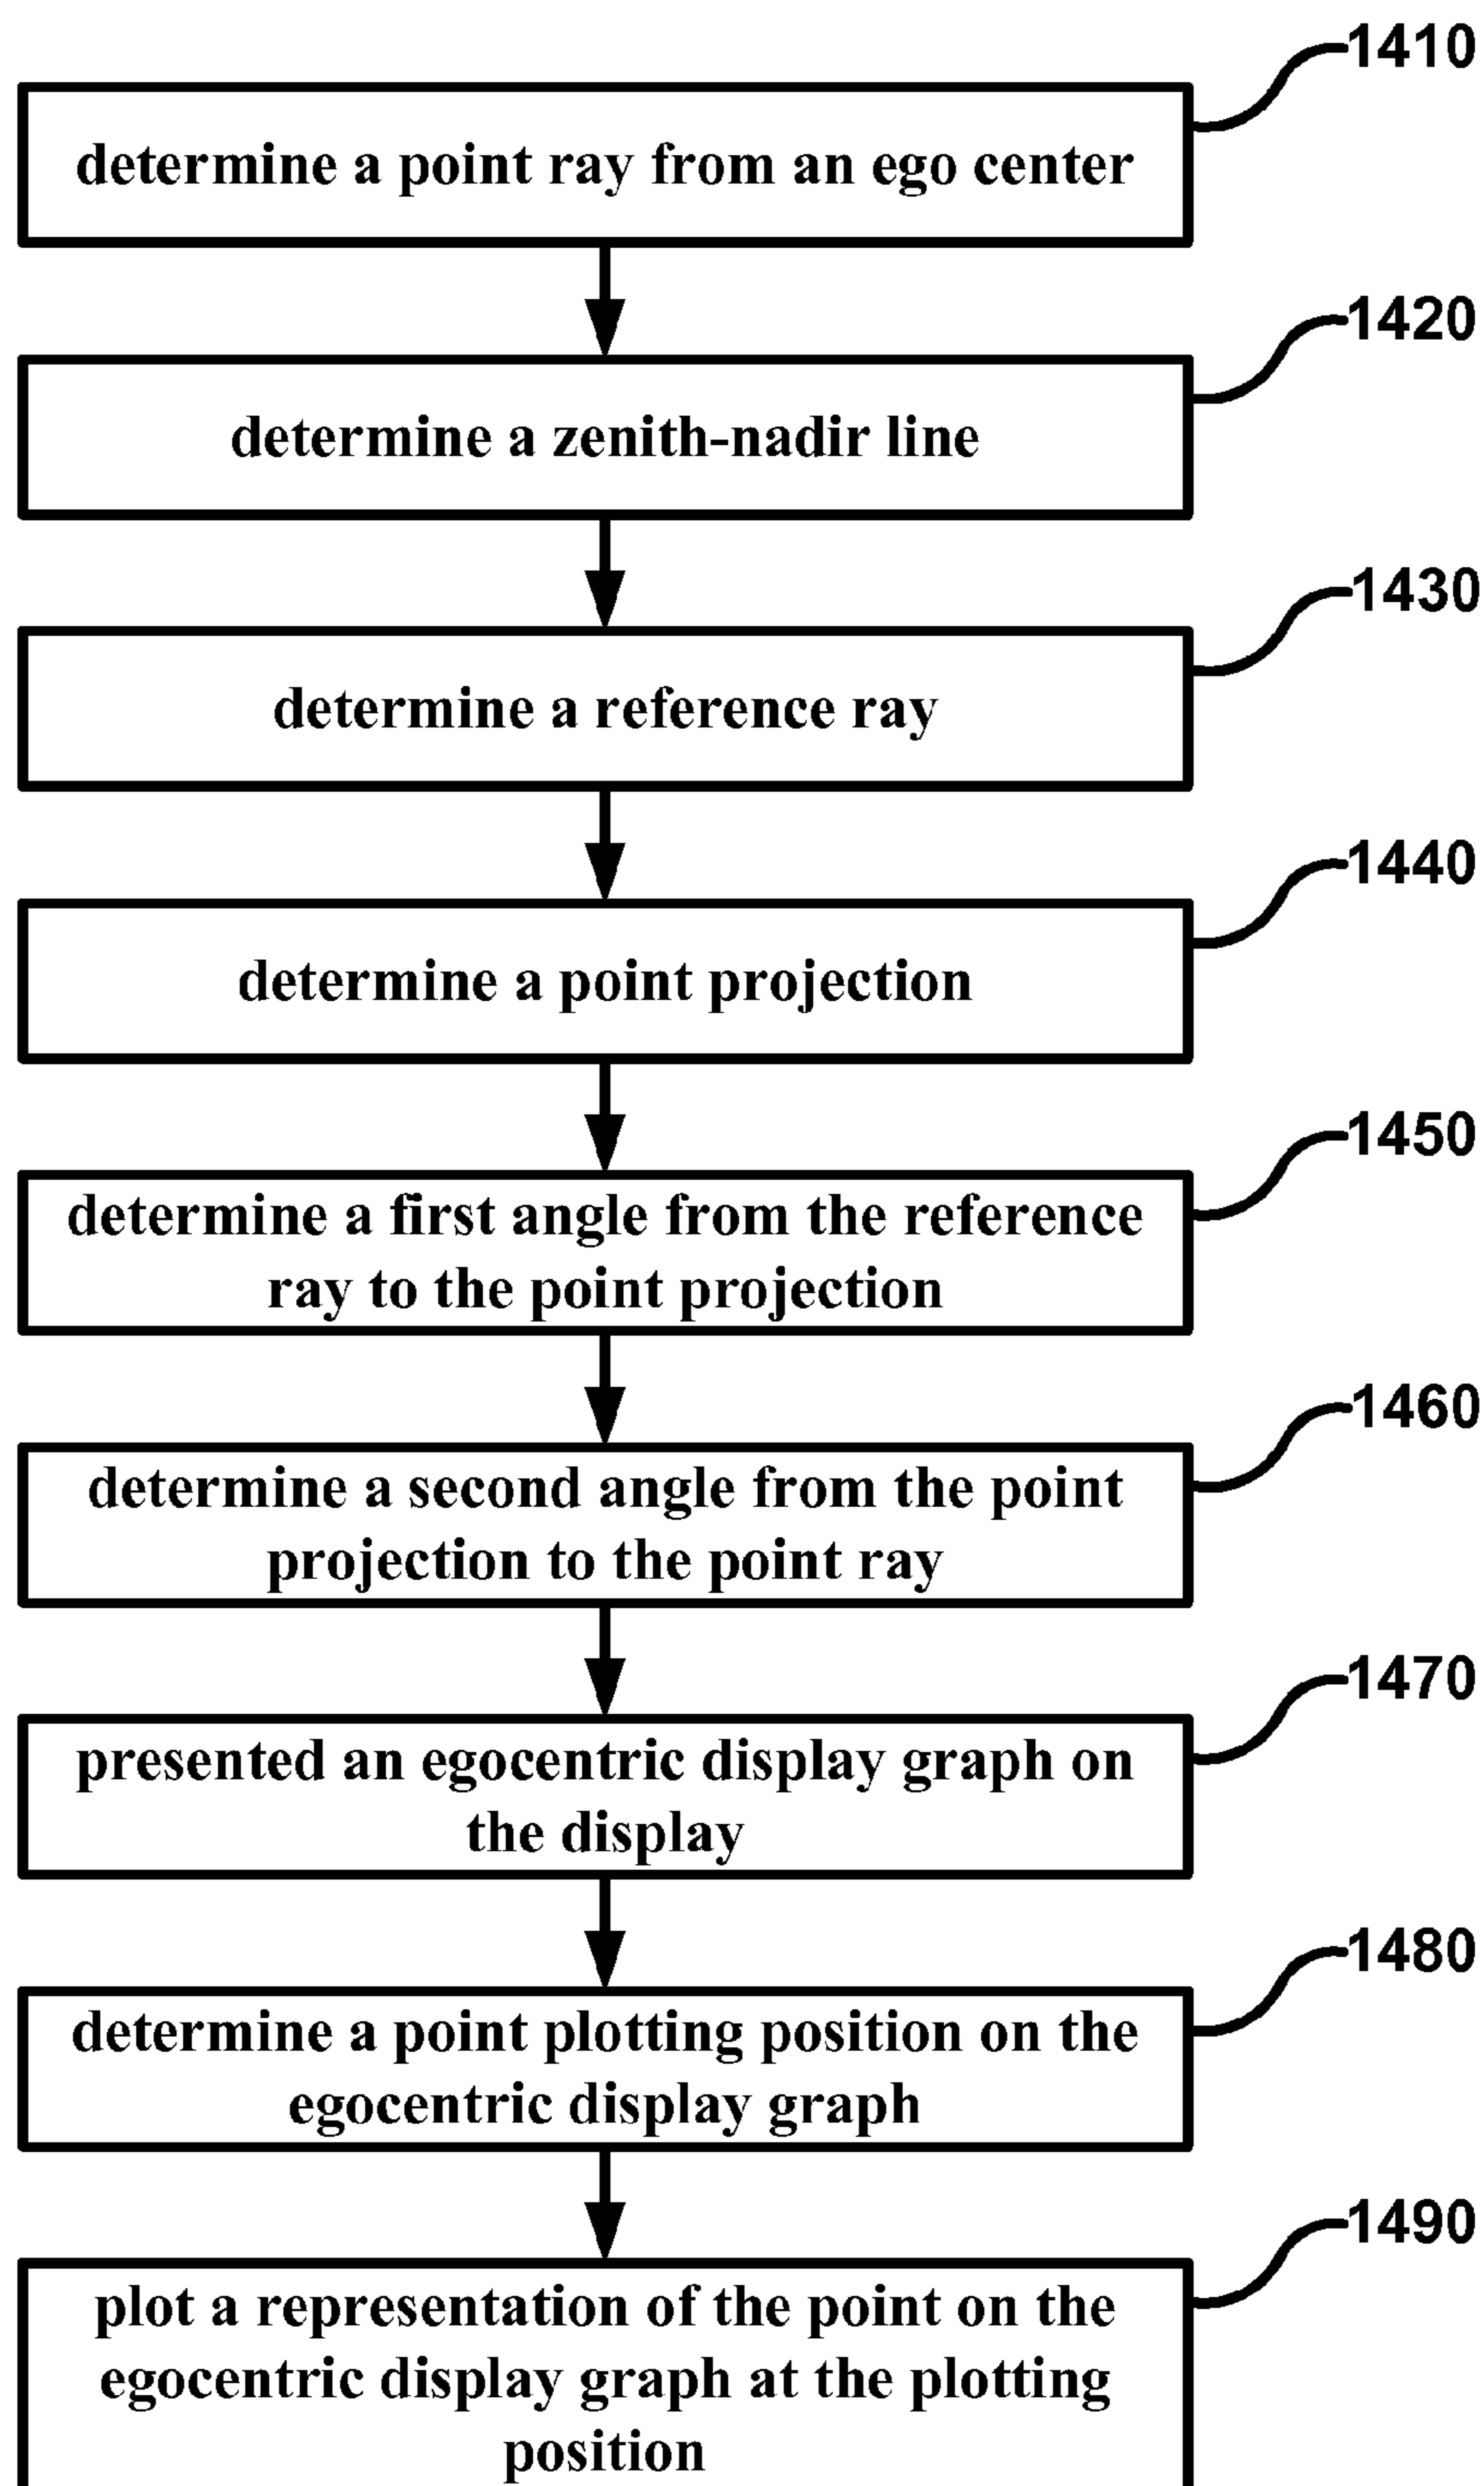 1410
determine a point ray from an ego center
1420
determine a zenith-nadir line
1430
determine a reference ray
1440
determine a point projection
1450
determine a first angle from the reference
ray to the point projection
1460
determine a second angle from the point
projection to the point ray
1470
presented an egocentric display graph on
the display
1480
determine a point plotting position on the
egocentric display graph
1490
plot a representation of the point on the
egocentric display graph at the plotting
position